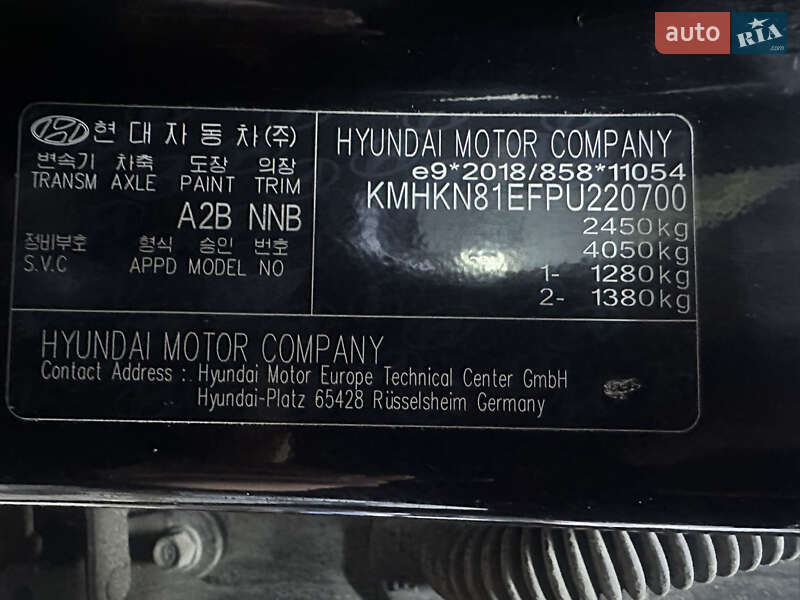 auto RIA.com
현대자동차(주)
변속기 차축 도장 의장
TRANSM AXLE PAINT TRIM
A2B NNB
정비부호 형식 승인 번호
S.V.C APPD MODEL NO
HYUNDAI MOTOR COMPANY
e9*2018/858*11054
KMHKN81EFPU220700
2450kg
4050kg
1- 1280kg
2- 1380kg
HYUNDAI MOTOR COMPANY
Contact Address : Hyundai Motor Europe Technical Center GmbH
Hyundai-Platz 65428 Rüsselsheim Germany